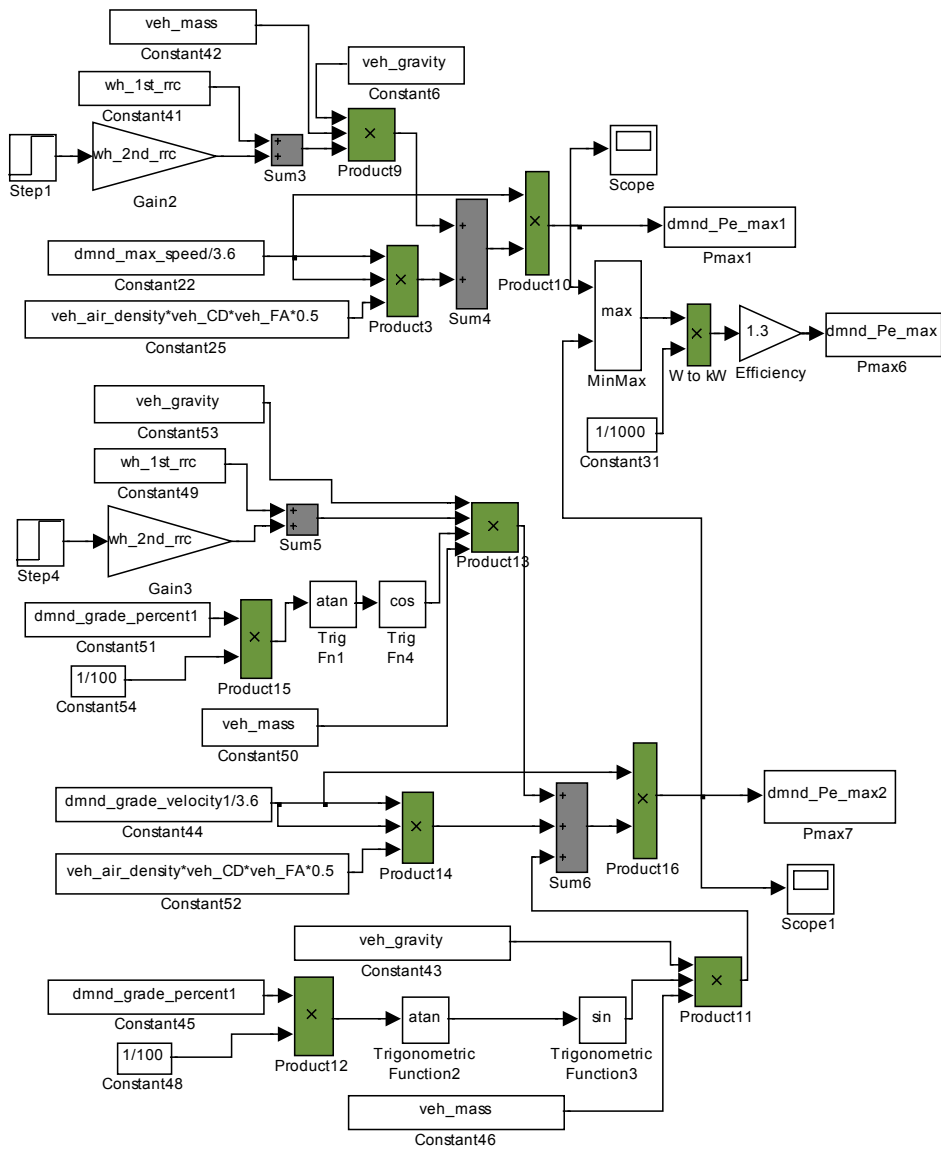 veh_mass
Constant42
veh_gravity
Constant6
wh_1st_rrc
Constant41
wh_2nd_rrc
Step1
Gain2
+
+
Sum3
×
Product9
Scope
dmnd_max_speed/3.6
Constant22
veh_air_density*veh_CD*veh_FA*0.5
Constant25
×
Product3
+
+
Sum4
×
Product10
dmnd_Pe_max1
Pmax1
max
MinMax
×
W to kW
1.3
Efficiency
dmnd_Pe_max
Pmax6
1/1000
Constant31
veh_gravity
Constant53
wh_1st_rrc
Constant49
wh_2nd_rrc
Step4
Gain3
+
+
Sum5
×
Product13
dmnd_grade_percent1
Constant51
1/100
Constant54
×
Product15
atan
Trig
Fn1
cos
Trig
Fn4
veh_mass
Constant50
dmnd_grade_velocity1/3.6
Constant44
veh_air_density*veh_CD*veh_FA*0.5
Constant52
×
Product14
+
+
+
Sum6
×
Product16
dmnd_Pe_max2
Pmax7
Scope1
veh_gravity
Constant43
dmnd_grade_percent1
Constant45
1/100
Constant48
×
Product12
atan
Trigonometric
Function2
sin
Trigonometric
Function3
×
Product11
veh_mass
Constant46